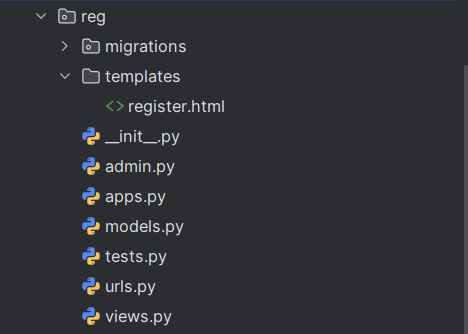 reg
migrations
templates
<> register.html
__init__.py
admin.py
apps.py
models.py
tests.py
urls.py
views.py